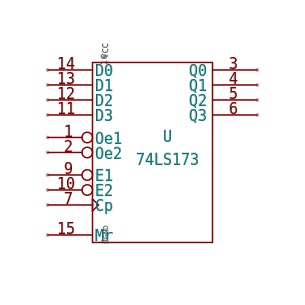 VCC
14 D0 Q0 3
13 D1 Q1 4
12 D2 Q2 5
11 D3 Q3 6
1 Oe1 U
2 Oe2 74LS173
9 E1
10 E2
7 Cp
15 Mr